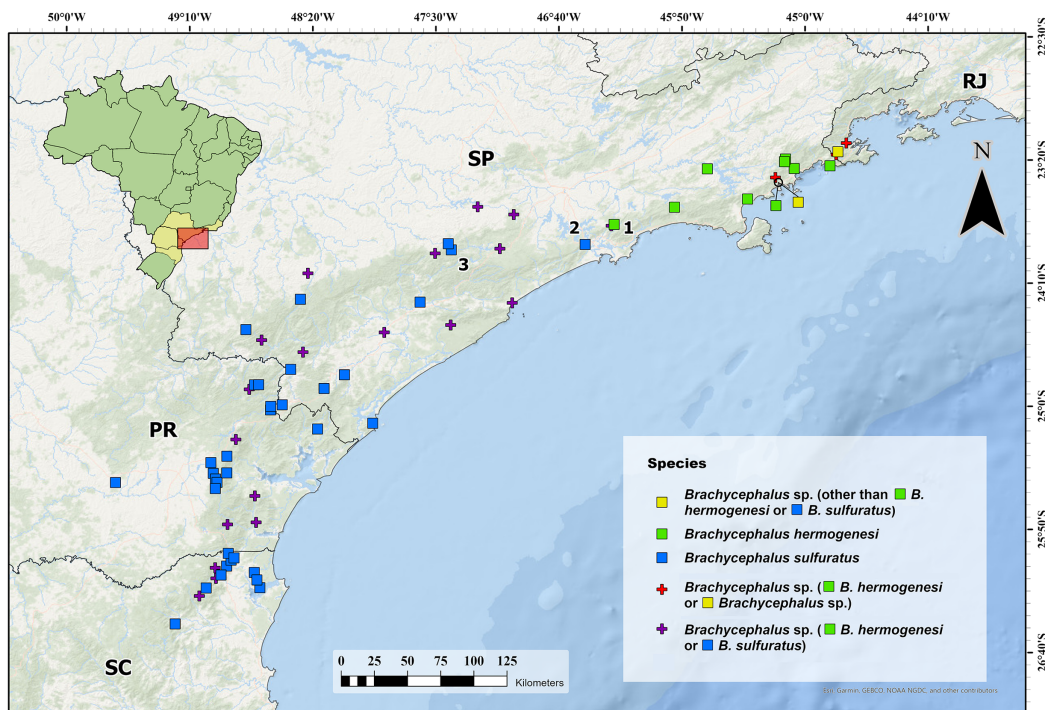 50°0'W 49°10'W 48°20'W 47°30'W 46°40'W 45°50'W 45°0'W 44°10'W
22°30'S
RJ
N
23°20'S
SP
2 1
3
24°10'S
25°0'S
PR
Species
Brachycephalus sp. (other than B.
hermogenesi or B. sulfuratus)
Brachycephalus hermogenesi
25°50'S
Brachycephalus sulfuratus
Brachycephalus sp. ( B. hermogenesi
or Brachycephalus sp.)
Brachycephalus sp. ( B. hermogenesi
or B. sulfuratus)
26°40'S
SC
0 25 50 75 100 125
Kilometers
Esri, Garmin, GEBCO, NOAA NGDC, and other contributors